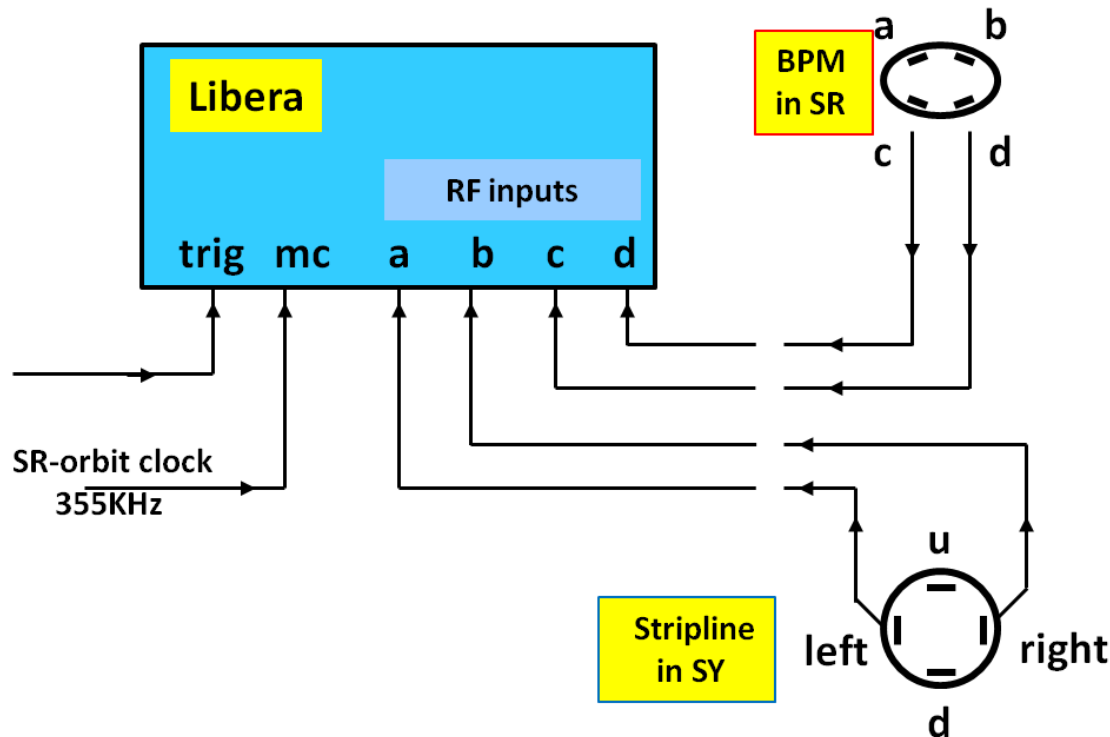 Libera
RF inputs
trig mc a b c d
SR-orbit clock
355KHz
BPM
in SR
a b
c d
Stripline
in SY
u
left right
d